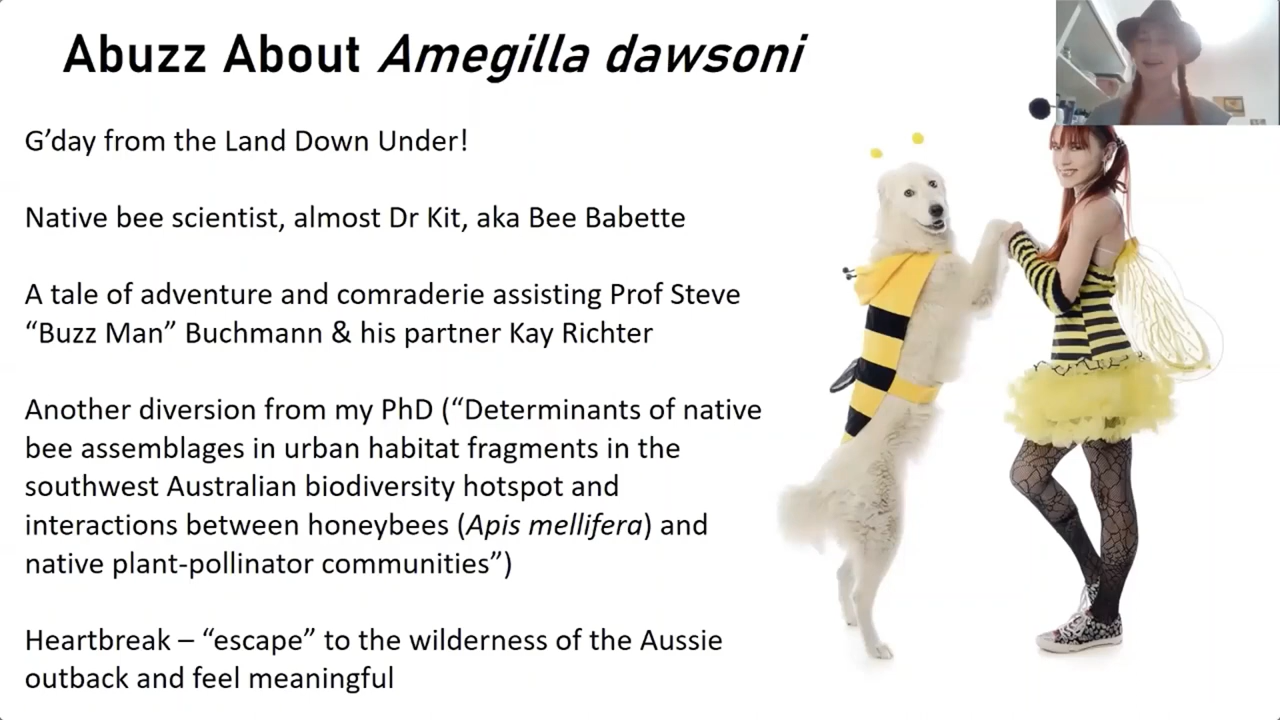 Abuzz About Amegilla dawsoni
G’day from the Land Down Under!
Native bee scientist, almost Dr Kit, aka Bee Babette
A tale of adventure and comraderie assisting Prof Steve
“Buzz Man” Buchmann & his partner Kay Richter
Another diversion from my PhD (“Determinants of native
bee assemblages in urban habitat fragments in the
southwest Australian biodiversity hotspot and
interactions between honeybees (Apis mellifera) and
native plant-pollinator communities”)
Heartbreak – “escape” to the wilderness of the Aussie
outback and feel meaningful